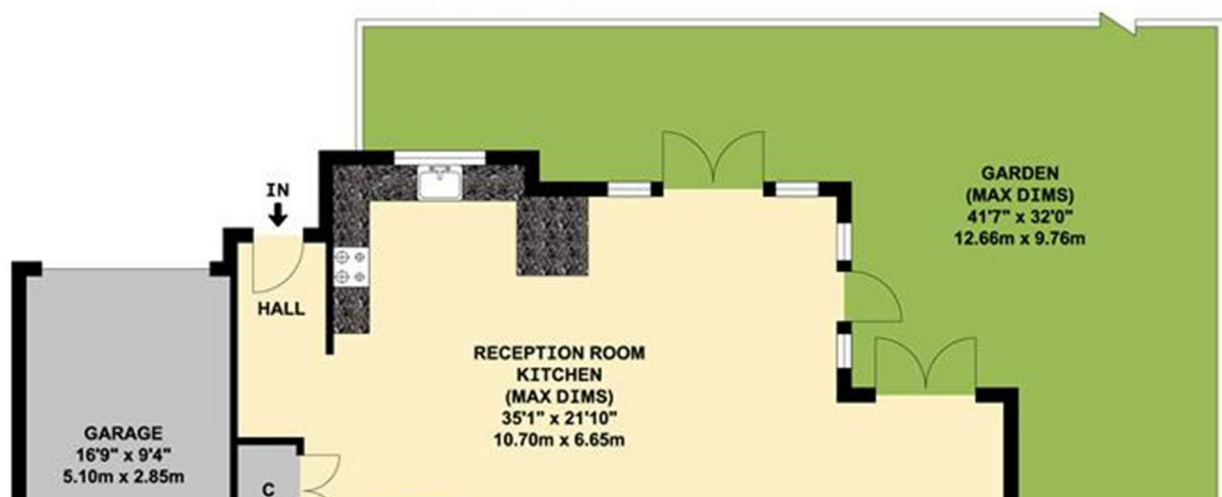 IN
HALL
GARDEN
(MAX DIMS)
41'7" x 32'0"
12.66m x 9.76m
RECEPTION ROOM
KITCHEN
(MAX DIMS)
35'1" x 21'10"
10.70m x 6.65m
GARAGE
16'9" x 9'4"
5.10m x 2.85m
C